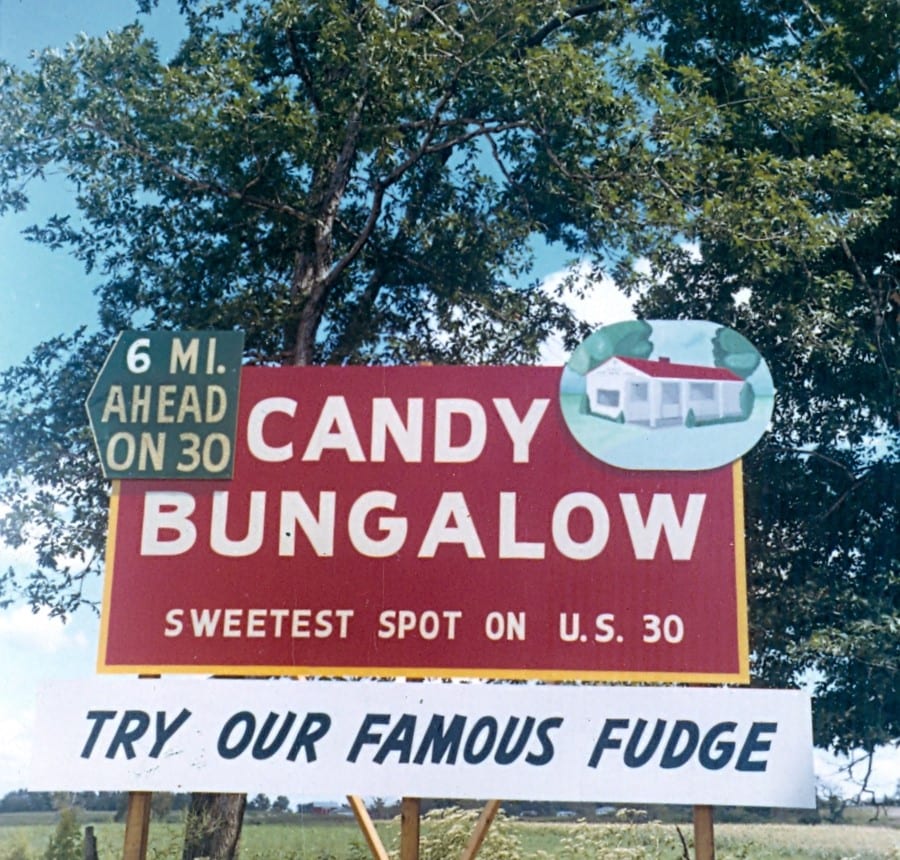 6 MI.
AHEAD
ON 30
CANDY
BUNGALOW
SWEETEST SPOT ON U.S. 30
TRY OUR FAMOUS FUDGE